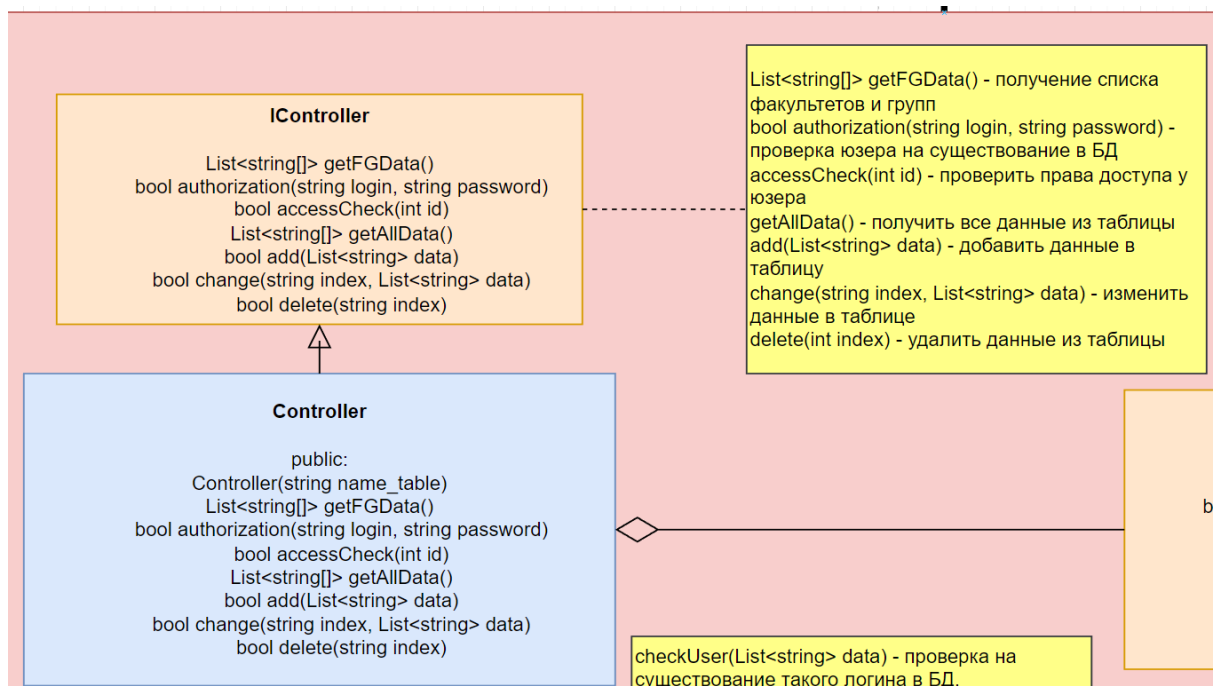 IController
List<string[]> getFGData()
bool authorization(string login, string password)
bool accessCheck(int id)
List<string[]> getAllData()
bool add(List<string> data)
bool change(string index, List<string> data)
bool delete(string index)
List<string[]> getFGData() - получение списка
факультетов и групп
bool authorization(string login, string password) -
проверка юзера на существование в БД
accessCheck(int id) - проверить права доступа у
юзера
getAllData() - получить все данные из таблицы
add(List<string> data) - добавить данные в
таблицу
change(string index, List<string> data) - изменить
данные в таблице
delete(int index) - удалить данные из таблицы
Controller
public:
Controller(string name_table)
List<string[]> getFGData()
bool authorization(string login, string password)
bool accessCheck(int id)
List<string[]> getAllData()
bool add(List<string> data)
bool change(string index, List<string> data)
bool delete(string index)
b
checkUser(List<string> data) - проверка на
существование такого логина в БД.